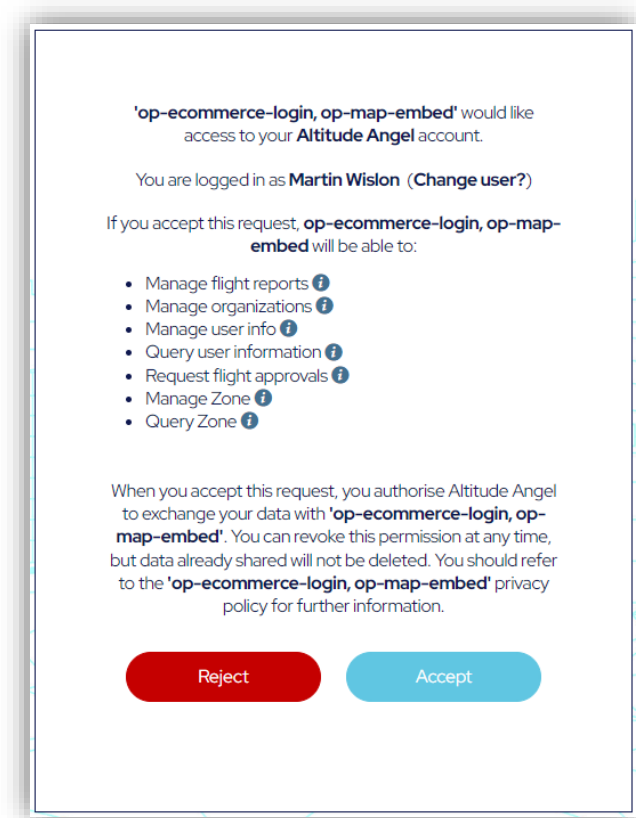 'op-ecommerce-login, op-map-embed' would like
access to your Altitude Angel account.
You are logged in as Martin Wislon (Change user?)
If you accept this request, op-ecommerce-login, op-map-
embed will be able to:
• Manage flight reports i
• Manage organizations i
• Manage user info i
• Query user information i
• Request flight approvals i
• Manage Zone i
• Query Zone i
When you accept this request, you authorise Altitude Angel
to exchange your data with 'op-ecommerce-login, op-
map-embed'. You can revoke this permission at any time,
but data already shared will not be deleted. You should refer
to the 'op-ecommerce-login, op-map-embed' privacy
policy for further information.
Reject
Accept